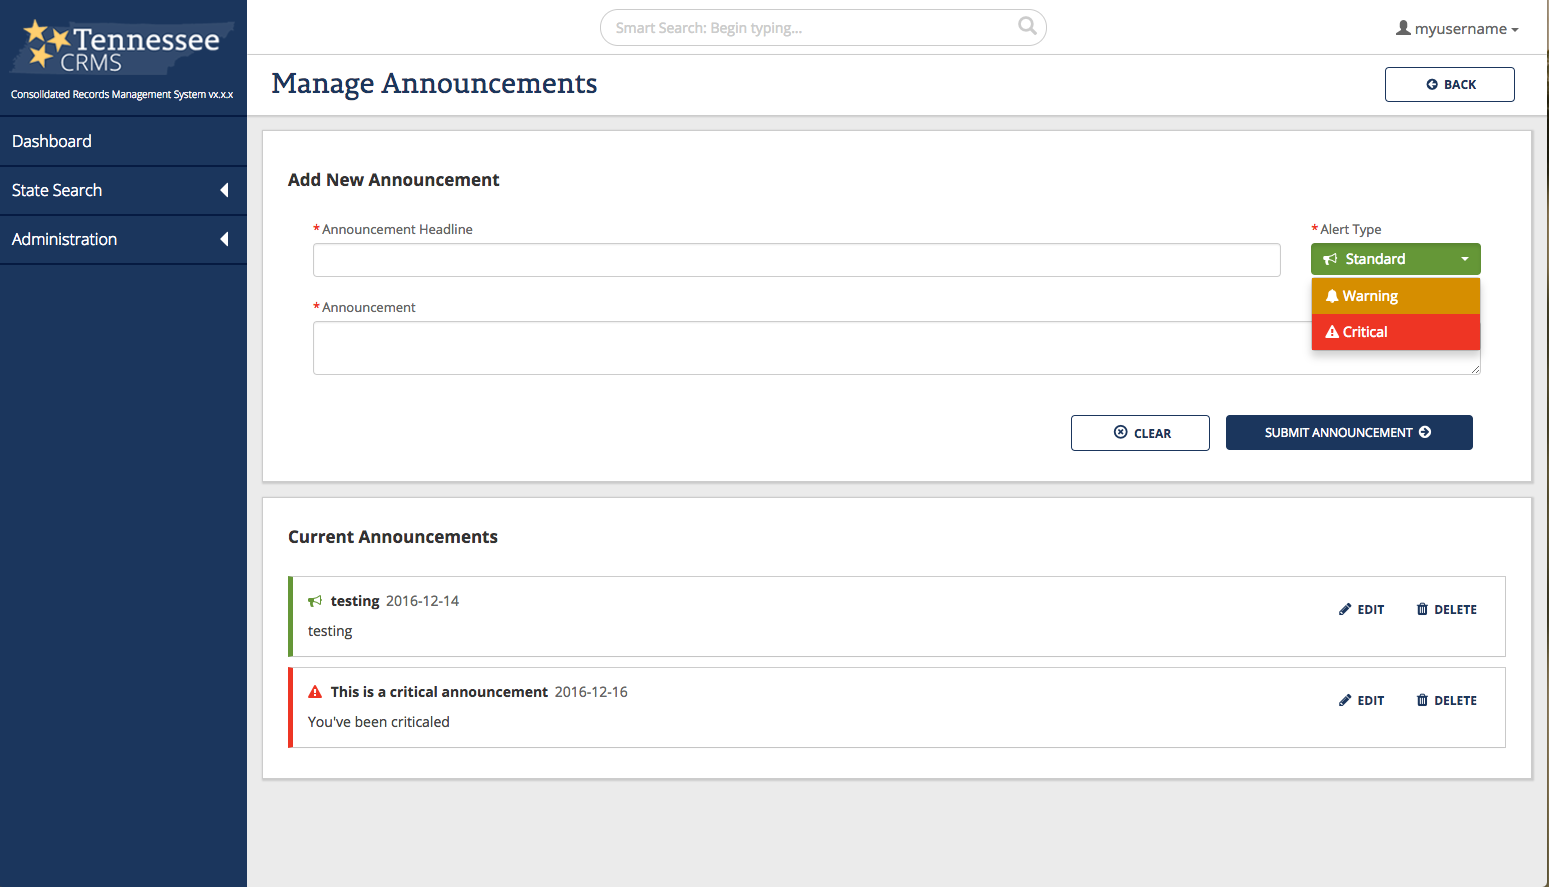 Tennessee
CRMS
Consolidated Records Management System vx.x.x
Dashboard
State Search
Administration
Smart Search: Begin typing...
myusername
Manage Announcements
BACK
Add New Announcement
*Announcement Headline
*Alert Type
Standard
Warning
Critical
*Announcement
CLEAR
SUBMIT ANNOUNCEMENT
Current Announcements
testing 2016-12-14
testing
EDIT
DELETE
This is a critical announcement 2016-12-16
You've been criticaled
EDIT
DELETE